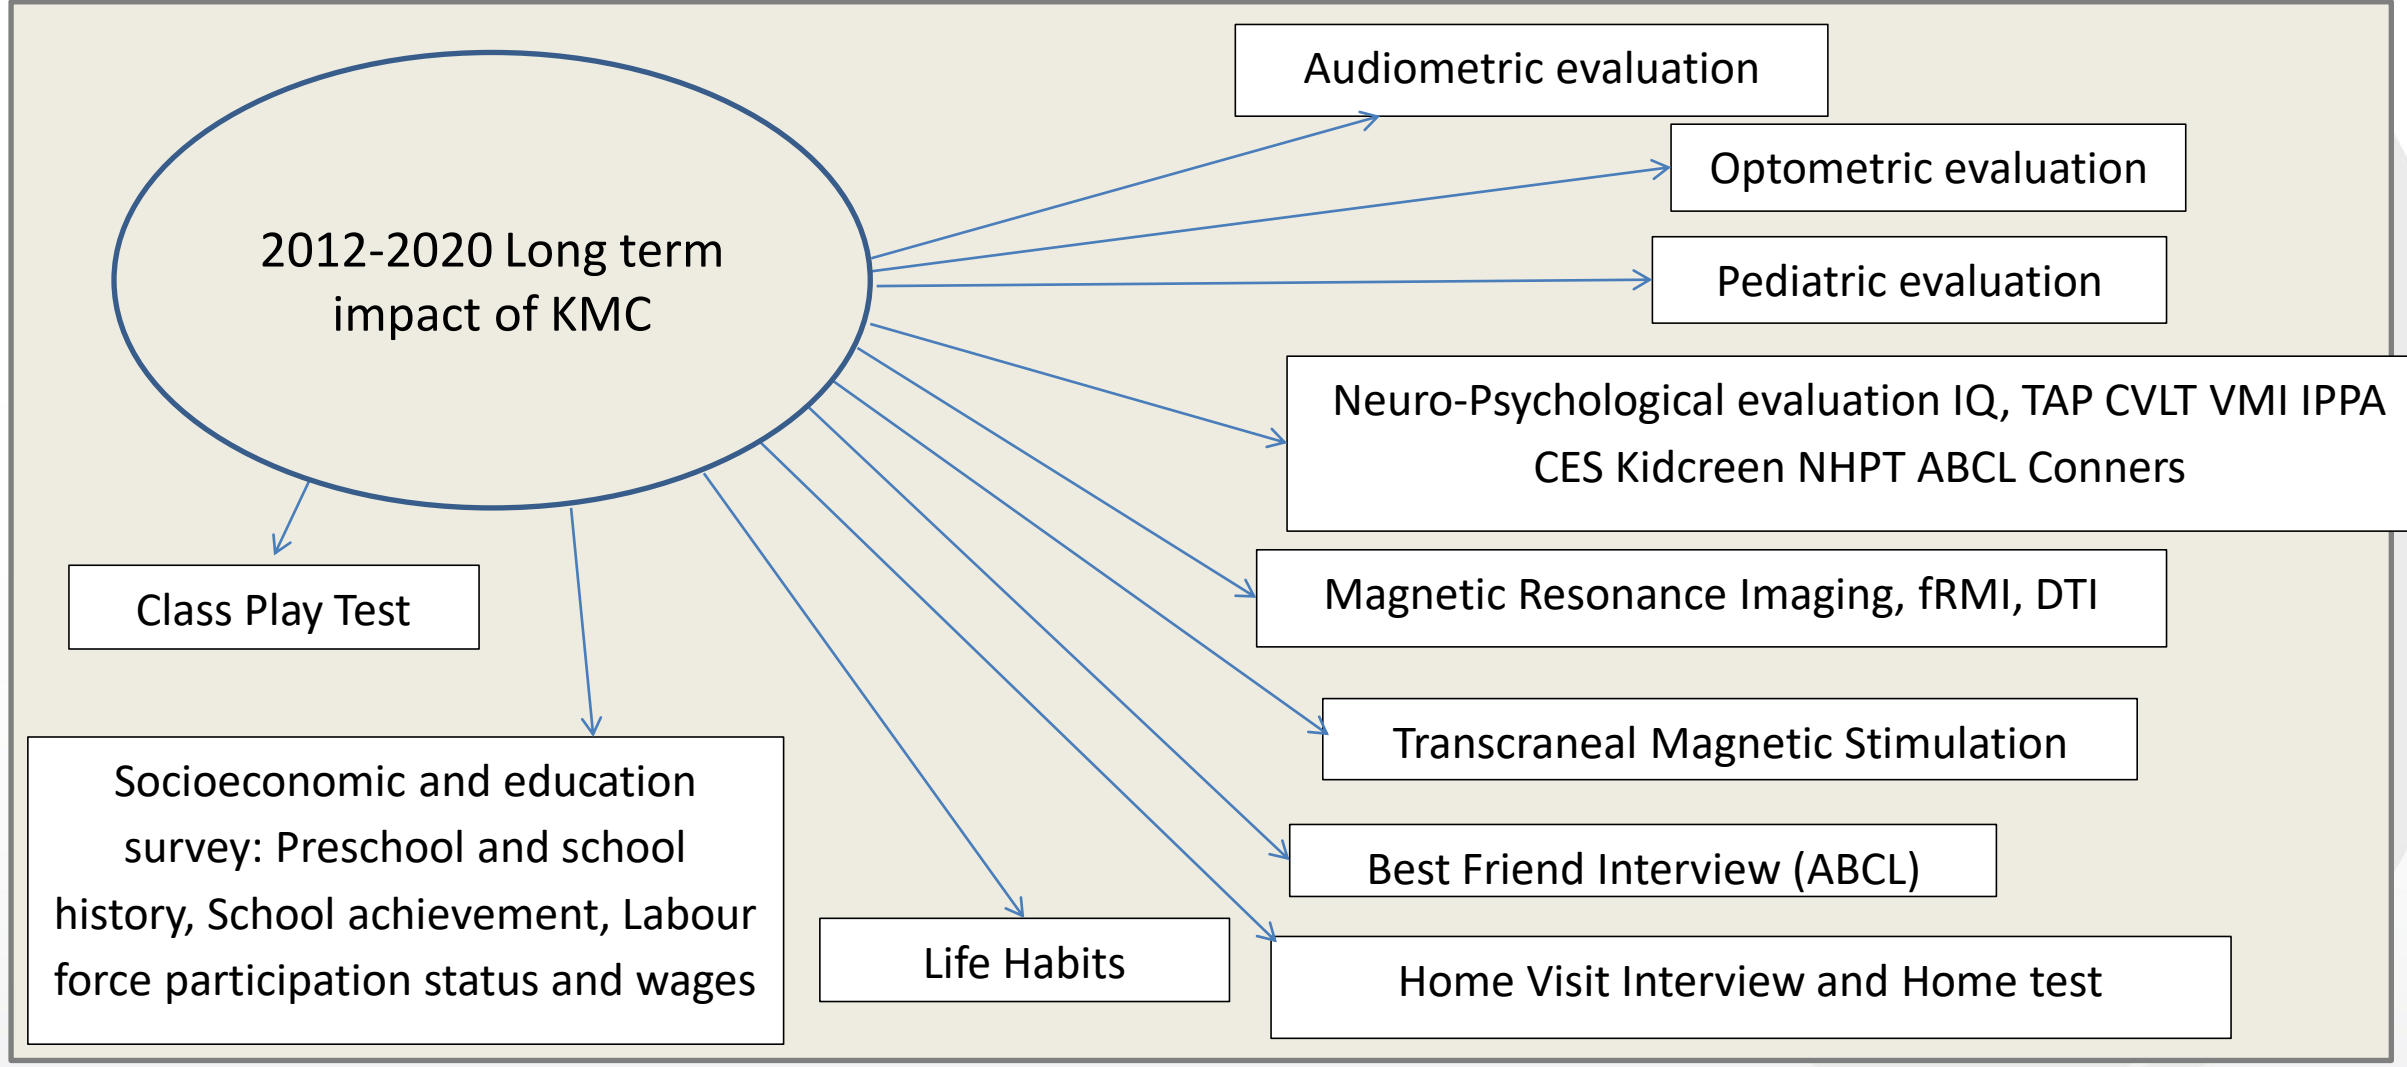 2012-2020 Long term
impact of KMC
Audiometric evaluation
Optometric evaluation
Pediatric evaluation
Neuro-Psychological evaluation IQ, TAP CVLT VMI IPPA
CES Kidcreen NHPT ABCL Conners
Magnetic Resonance Imaging, fRMI, DTI
Transcraneal Magnetic Stimulation
Best Friend Interview (ABCL)
Home Visit Interview and Home test
Life Habits
Socioeconomic and education
survey: Preschool and school
history, School achievement, Labour
force participation status and wages
Class Play Test